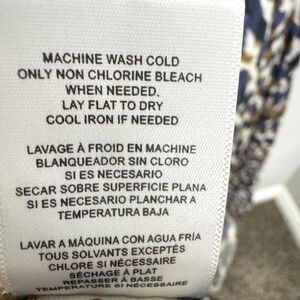 MACHINE WASH COLD
ONLY NON CHLORINE BLEACH
WHEN NEEDED.
LAY FLAT TO DRY
COOL IRON IF NEEDED
LAVAGE À FROID EN MACHINE
BLANQUEADOR SIN CLORO
SI ES NECESARIO
SECAR SOBRE SUPERFICIE PLANA
SI ES NECESARIO PLANCHAR A
TEMPERATURA BAJA
LAVAR A MÁQUINA CON AGUA FRÍA
TOUS SOLVANTS EXCEPTÉS
CHLORE SI NÉCESSAIRE
SÉCHAGE À PLAT
REPASSER À BASSE
TEMPÉRATURE SI NÉCESSAIRE